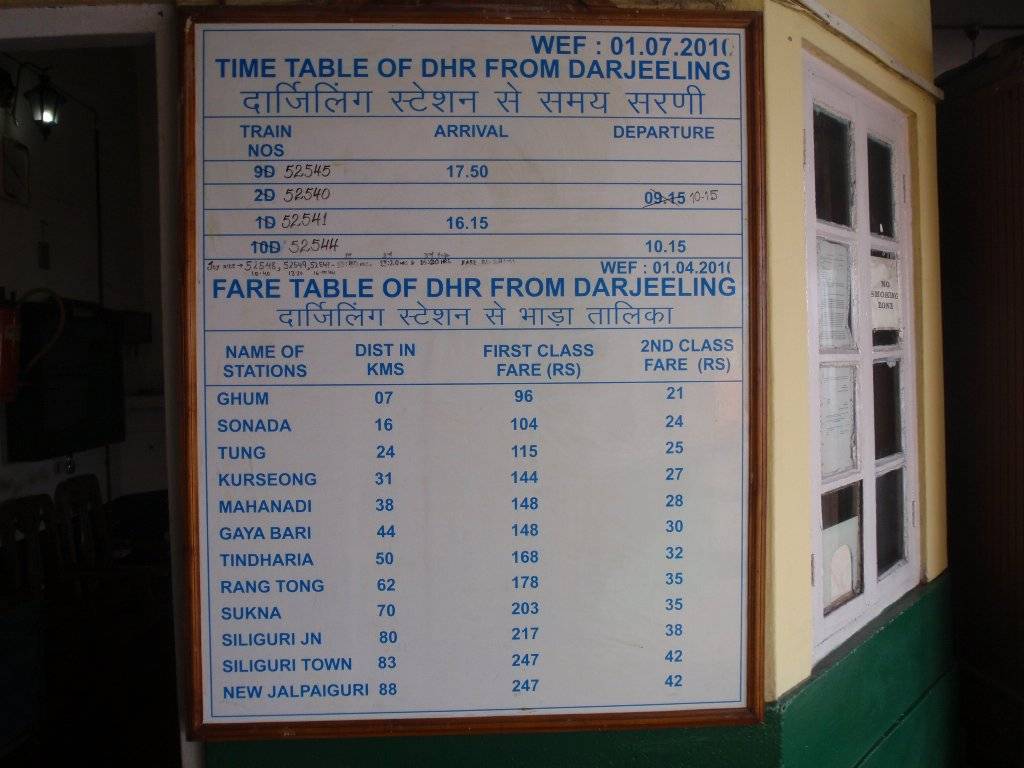 WEF : 01.07.2010
TIME TABLE OF DHR FROM DARJEELING
दार्जिलिंग स्टेशन से समय सरणी
TRAIN NOS ARRIVAL DEPARTURE
9D 52545 17.50
2D 52540 09.15 10-15
1D 52541 16.15
10D 52544 10.15
WEF : 01.04.2010
FARE TABLE OF DHR FROM DARJEELING
दार्जिलिंग स्टेशन से भाड़ा तालिका
NAME OF STATIONS DIST IN KMS FIRST CLASS FARE (RS) 2ND CLASS FARE (RS)
GHUM 07 96 21
SONADA 16 104 24
TUNG 24 115 25
KURSEONG 31 144 27
MAHANADI 38 148 28
GAYA BARI 44 148 30
TINDHARIA 50 168 32
RANG TONG 62 178 35
SUKNA 70 203 35
SILIGURI JN 80 217 38
SILIGURI TOWN 83 247 42
NEW JALPAIGURI 88 247 42
NO
SMOKING
ZONE